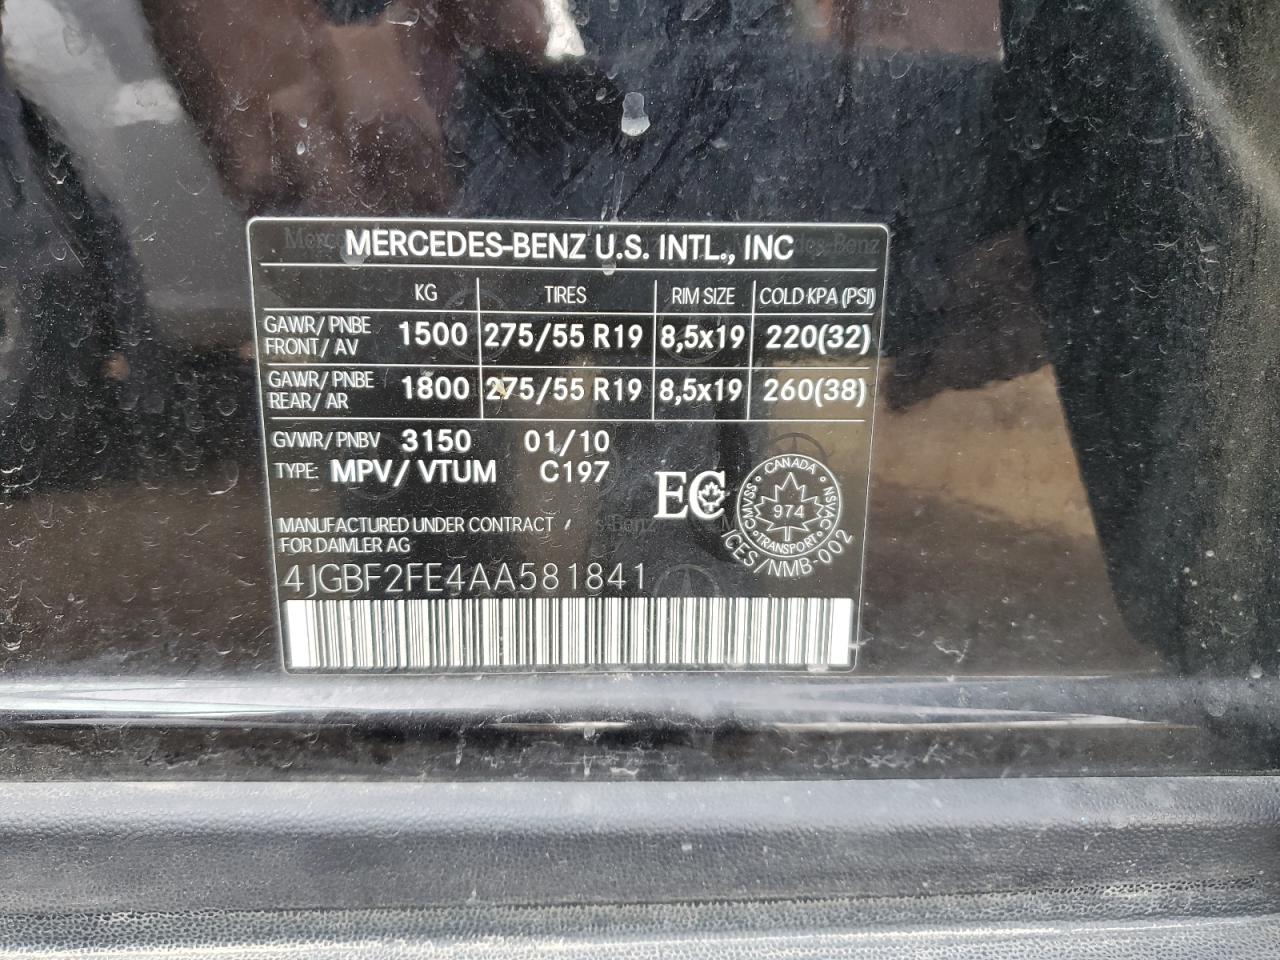 MERCEDES-BENZ U.S. INTL., INC
KG TIRES RIM SIZE COLD KPA (PSI)
GAWR/PNBE FRONT/AV 1500 275/55 R19 8,5x19 220(32)
GAWR/PNBE REAR/AR 1800 275/55 R19 8,5x19 260(38)
GVWR/PNBV 3150 01/10
TYPE: MPV/VTUM C197
EC
CANADA
CMVSS 974 NSVAC
TRANSPORT
ICES/NMB-002
MANUFACTURED UNDER CONTRACT
FOR DAIMLER AG
4JGBF2FE4AA581841